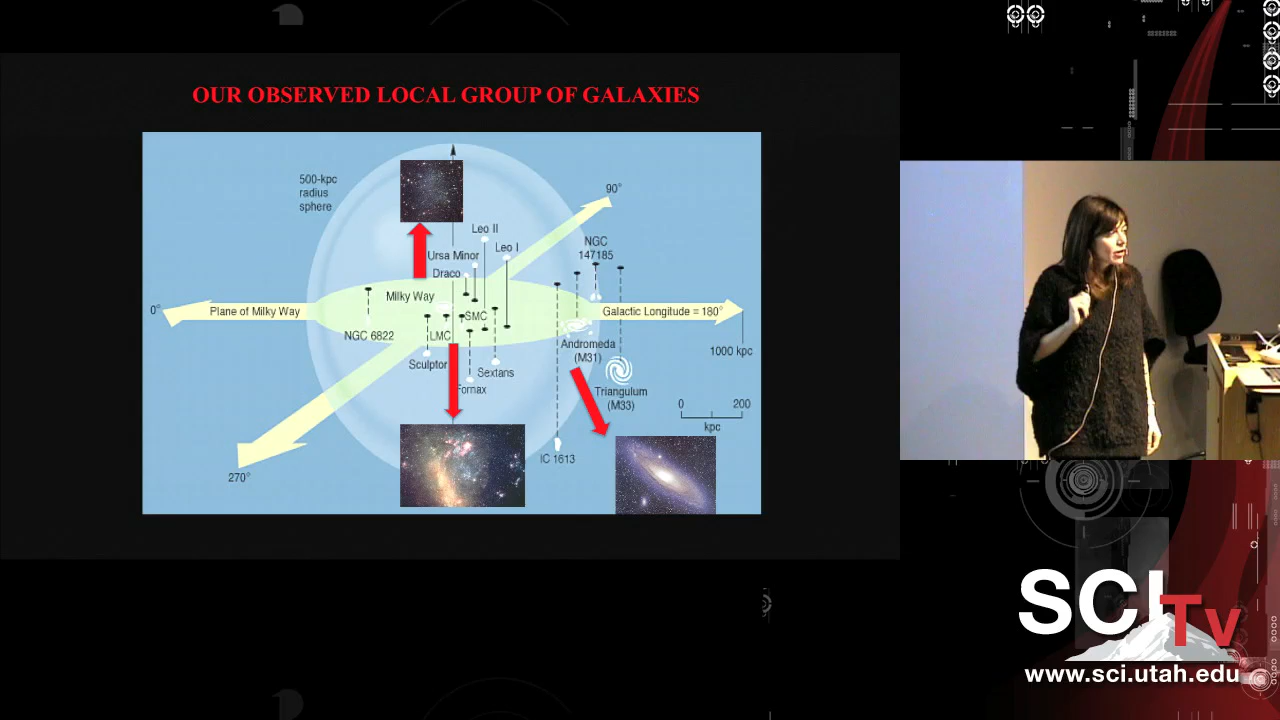 OUR OBSERVED LOCAL GROUP OF GALAXIES
500-kpc
radius
sphere
90°
Leo II
NGC
147185
Leo I
Ursa Minor
Draco
Milky Way
0°
Plane of Milky Way
Galactic Longitude = 180°
SMC
NGC 6822
LMC
Andromeda
(M31)
1000 kpc
Sculptor
Sextans
Fornax
Triangulum
(M33)
0
200
kpc
IC 1613
270°
SCI
TV
www.sci.utah.edu